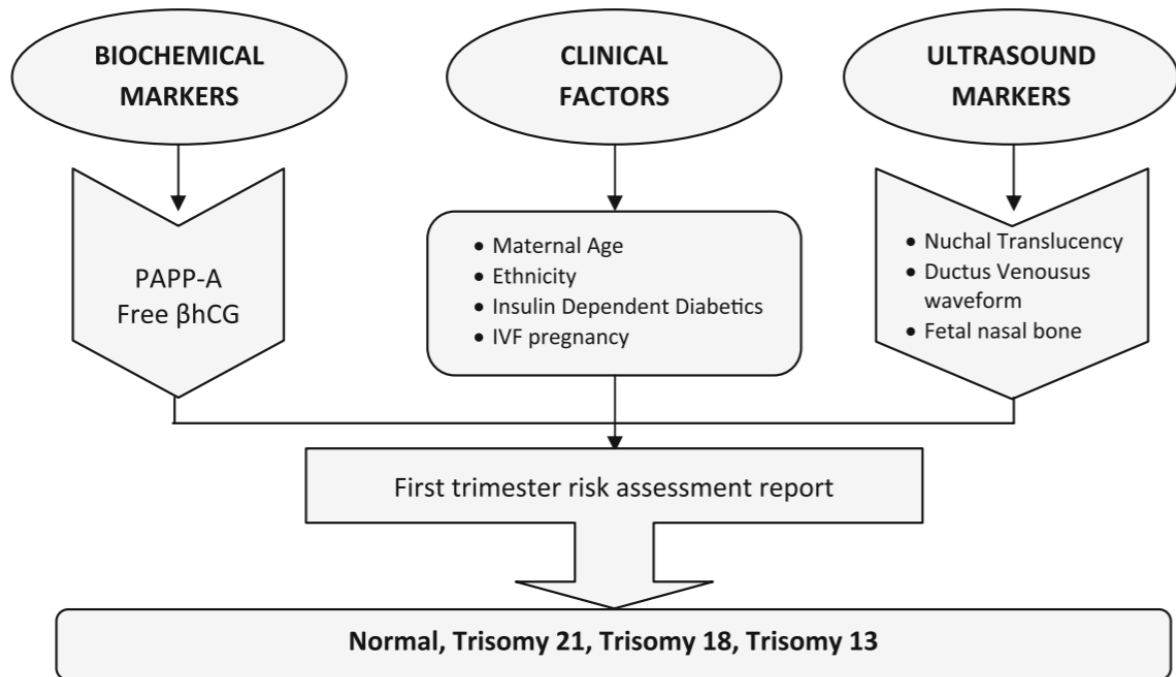 BIOCHEMICAL
MARKERS
CLINICAL
FACTORS
ULTRASOUND
MARKERS
PAPP-A
Free βhCG
• Maternal Age
• Ethnicity
• Insulin Dependent Diabetics
• IVF pregnancy
• Nuchal Translucency
• Ductus Venousus
waveform
• Fetal nasal bone
First trimester risk assessment report
Normal, Trisomy 21, Trisomy 18, Trisomy 13